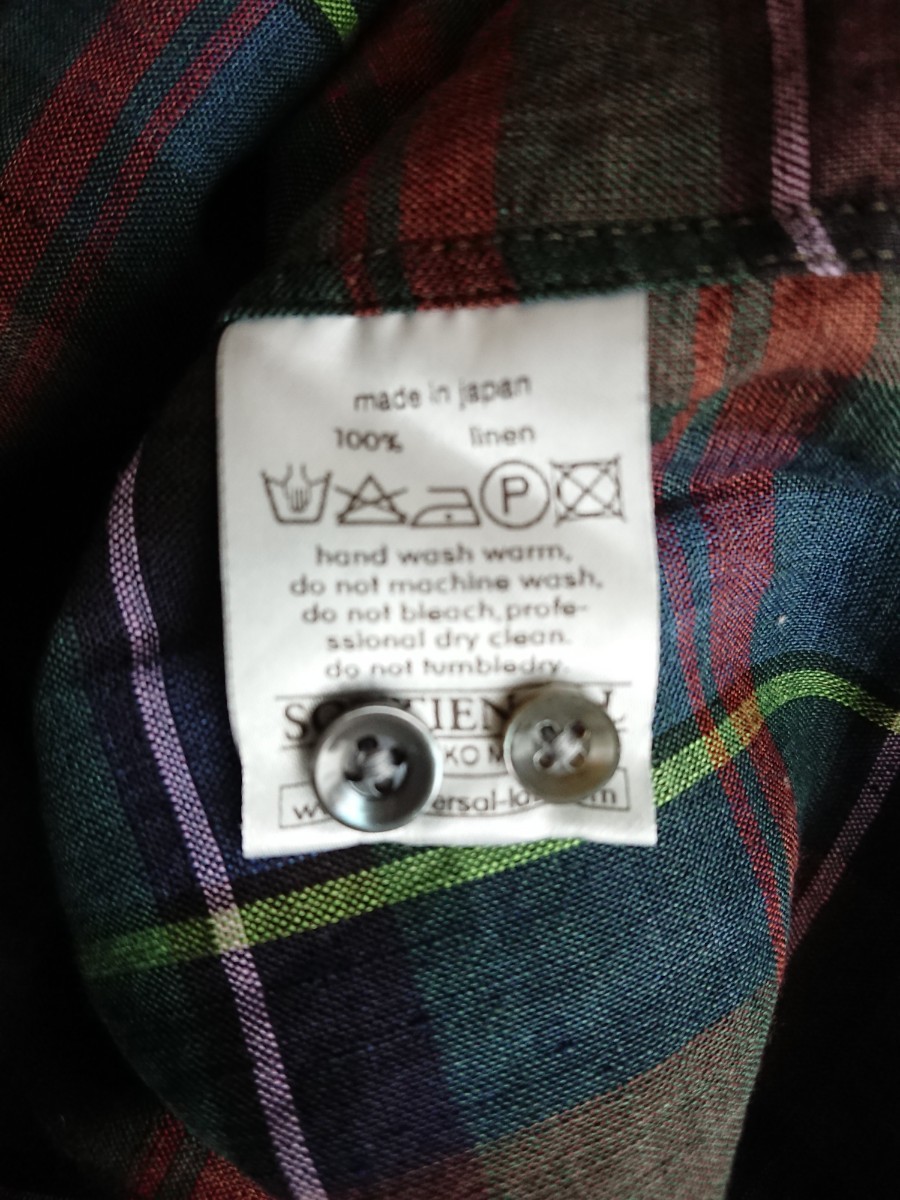 made in japan
100% linen
P
hand wash warm,
do not machine wash,
do not bleach,profe-
ssional dry clean.
do not tumbledry.